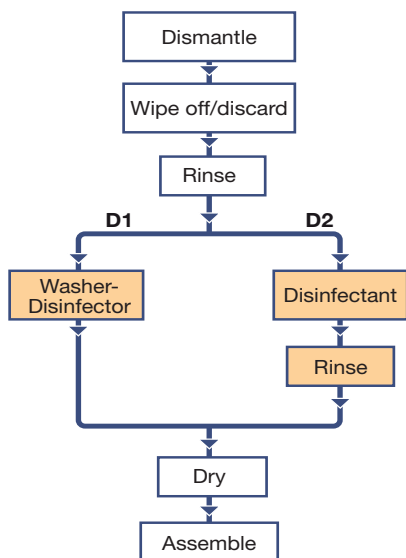 Dismantle
Wipe off/discard
Rinse
D1
D2
Washer-
Disinfector
Disinfectant
Rinse
Dry
Assemble